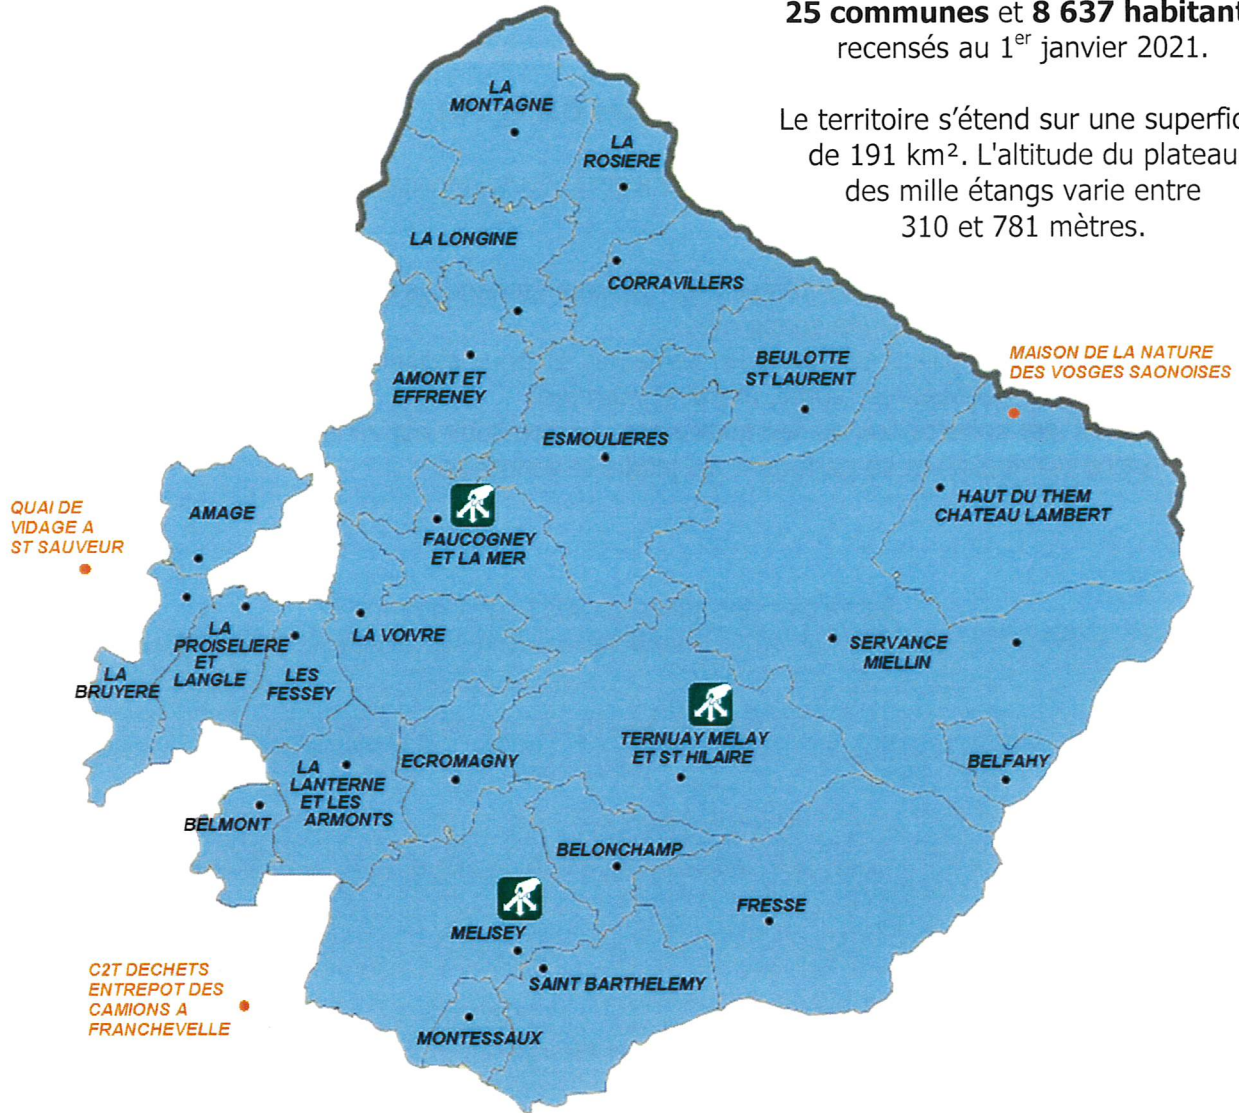 25 communes et 8 637 habitant
recensés au 1er janvier 2021.
Le territoire s'étend sur une superfic
de 191 km². L'altitude du plateau
des mille étangs varie entre
310 et 781 mètres.
LA
MONTAGNE
LA
ROSIERE
LA LONGINE
CORRAVILLERS
BEULOTTE
ST LAURENT
MAISON DE LA NATURE
DES VOSGES SAONOISES
AMONT ET
EFFRENEY
ESMOULIERES
HAUT DU THEM
CHATEAU LAMBERT
AMAGE
QUAI DE
VIDAGE A
ST SAUVEUR
FAUCOGNEY
ET LA MER
LA
PROISELIERE
ET
LANGLE
LA VOIVRE
SERVANCE
MIELLIN
LA
BRUYERE
LES
FESSEY
TERNUAY MELAY
ET ST HILAIRE
BELFAHY
LA
LANTERNE
ET LES
ARMONTS
ECROMAGNY
BELMONT
BELONCHAMP
FRESSE
MELISEY
SAINT BARTHELEMY
C2T DECHETS
ENTREPOT DES
CAMIONS A
FRANCHEVELLE
MONTESSAUX